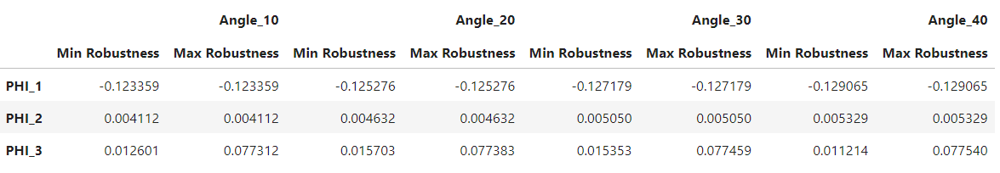 Angle_10 Angle_20 Angle_30 Angle_40
Min Robustness Max Robustness Min Robustness Max Robustness Min Robustness Max Robustness Min Robustness Max Robustness
PHI_1 -0.123359 -0.123359 -0.125276 -0.125276 -0.127179 -0.127179 -0.129065 -0.129065
PHI_2 0.004112 0.004112 0.004632 0.004632 0.005050 0.005050 0.005329 0.005329
PHI_3 0.012601 0.077312 0.015703 0.077383 0.015353 0.077459 0.011214 0.077540